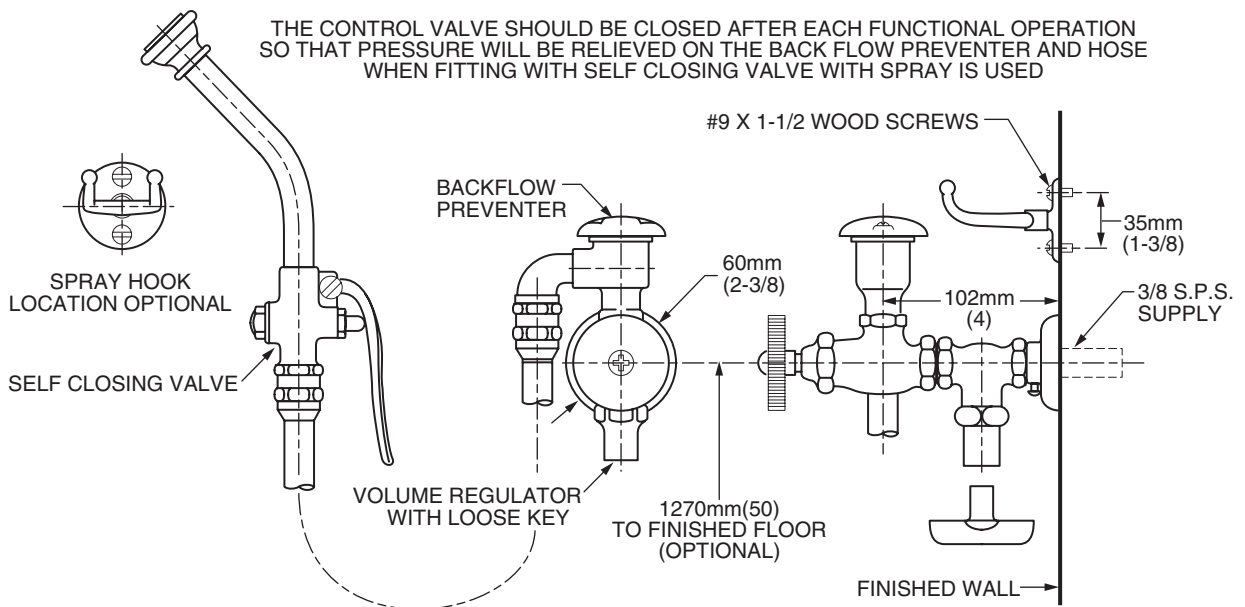 THE CONTROL VALVE SHOULD BE CLOSED AFTER EACH FUNCTIONAL OPERATION
SO THAT PRESSURE WILL BE RELIEVED ON THE BACK FLOW PREVENTER AND HOSE
WHEN FITTING WITH SELF CLOSING VALVE WITH SPRAY IS USED
#9 X 1-1/2 WOOD SCREWS
BACKFLOW
PREVENTER
35mm
(1-3/8)
60mm
(2-3/8)
SPRAY HOOK
LOCATION OPTIONAL
102mm
(4)
3/8 S.P.S.
SUPPLY
SELF CLOSING VALVE
VOLUME REGULATOR
WITH LOOSE KEY
1270mm(50)
TO FINISHED FLOOR
(OPTIONAL)
FINISHED WALL